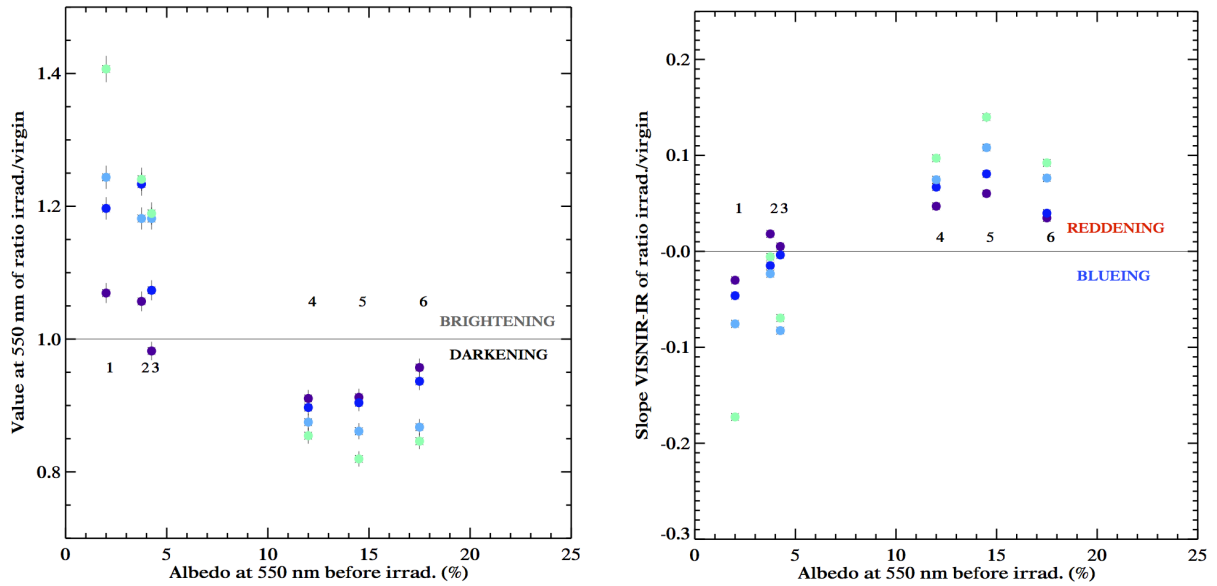 Value at 550 nm of ratio irrad./virgin
1.4
1.2
1.0
0.8
4 5 6
BRIGHTENING
DARKENING
1 2 3
0 5 10 15 20 25
Albedo at 550 nm before irrad. (%)
Slope VISNIR-IR of ratio irrad./virgin
0.2
0.1
-0.0
-0.1
-0.2
-0.3
1 2 3
4 5 6
REDDENING
BLUEING
0 5 10 15 20 25
Albedo at 550 nm before irrad. (%)